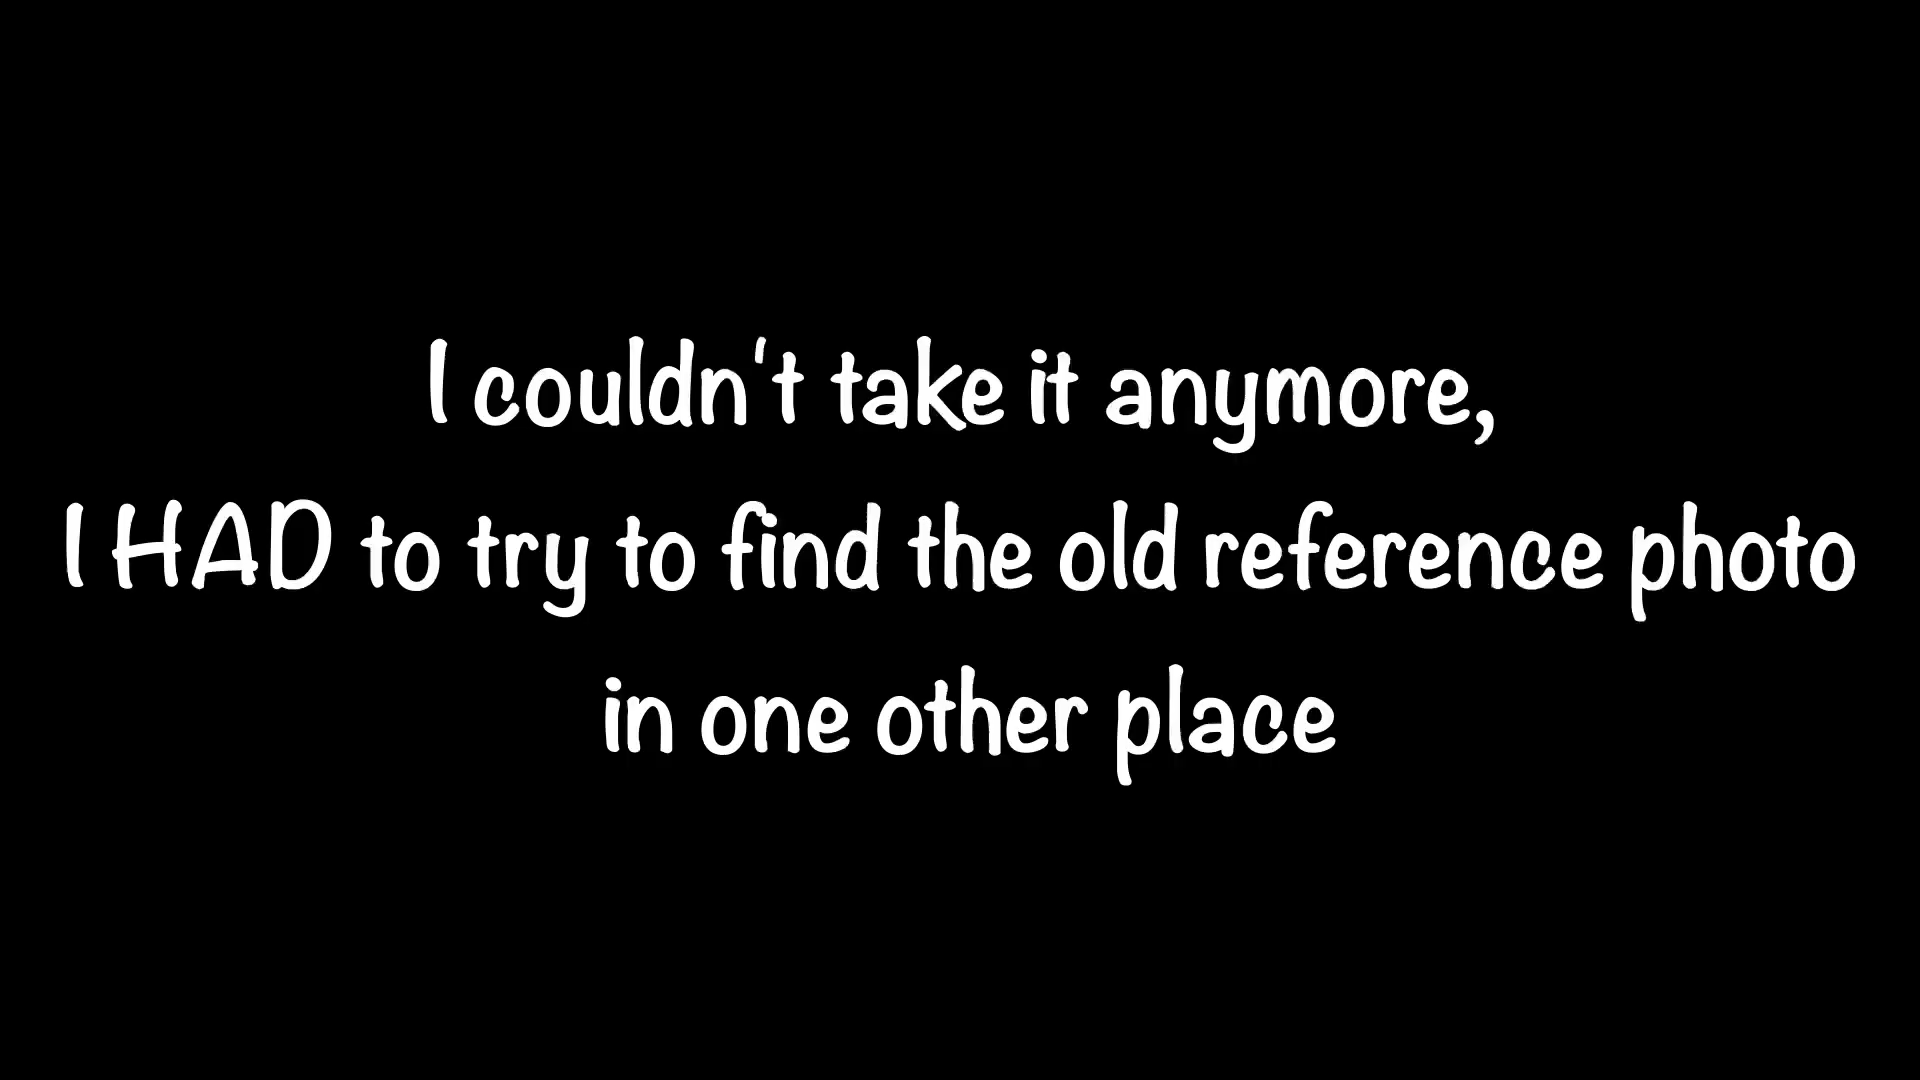 I couldn't take it anymore,
I HAD to try to find the old reference photo
in one other place